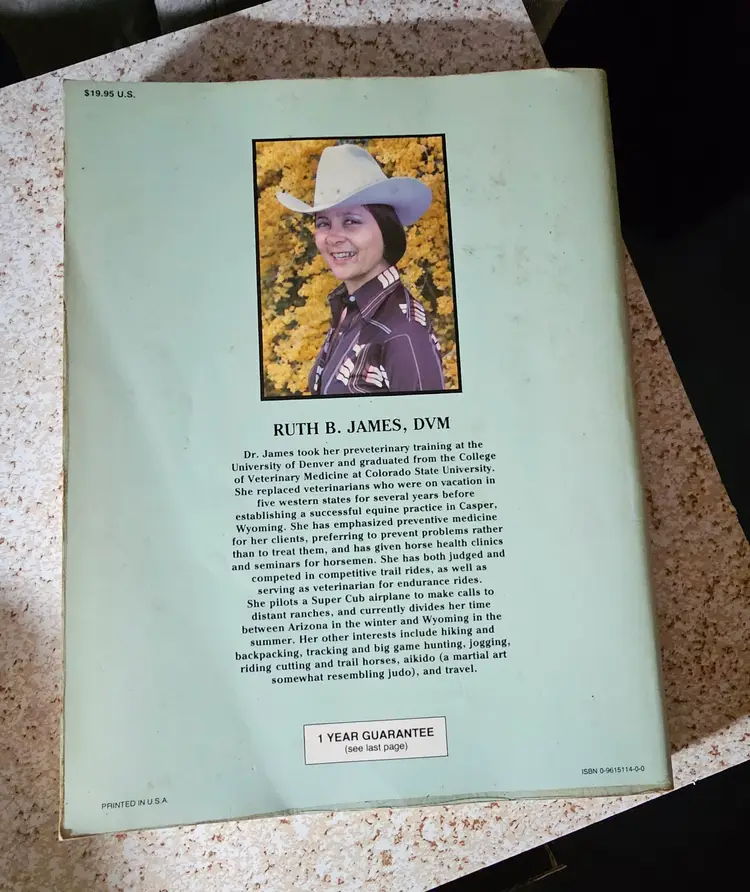 $19.95 U.S.
RUTH B. JAMES, DVM
Dr. James took her preveterinary training at the
University of Denver and graduated from the College
of Veterinary Medicine at Colorado State University.
She replaced veterinarians who were on vacation in
five western states for several years before
establishing a successful equine practice in Casper,
Wyoming. She has emphasized preventive medicine
for her clients, preferring to prevent problems rather
than to treat them, and has given horse health clinics
and seminars for horsemen. She has both judged and
competed in competitive trail rides, as well as
serving as veterinarian for endurance rides.
She pilots a Super Cub airplane to make calls to
distant ranches, and currently divides her time
between Arizona in the winter and Wyoming in the
summer. Her other interests include hiking and
backpacking, tracking and big game hunting, jogging,
riding cutting and trail horses, aikido (a martial art
somewhat resembling judo), and travel.
1 YEAR GUARANTEE
(see last page)
PRINTED IN U.S.A.
ISBN 0-9615114-0-0